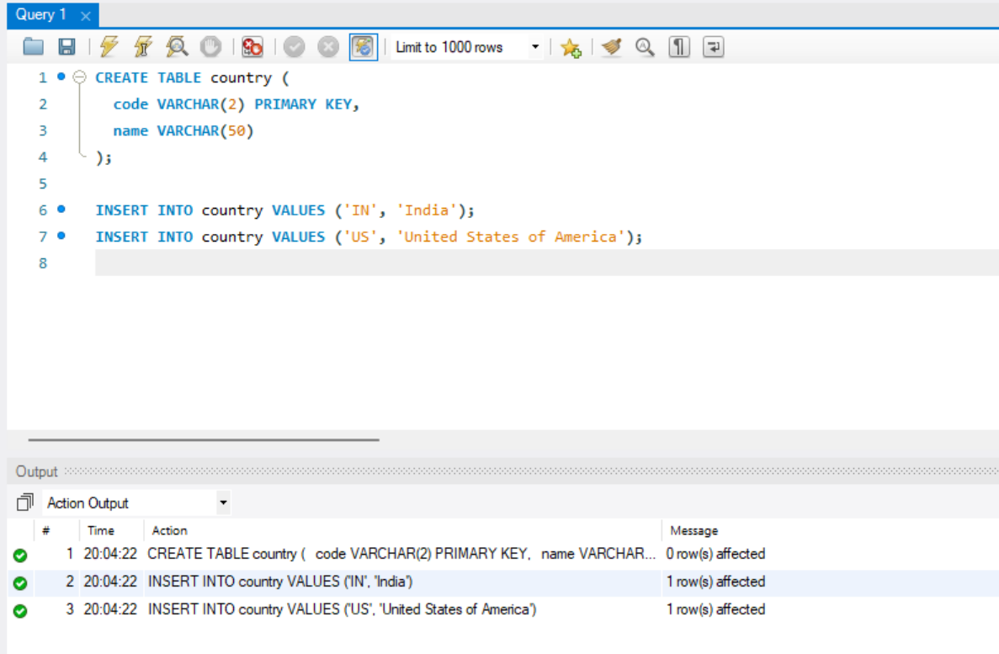 Query 1
Limit to 1000 rows
1 CREATE TABLE country (
2 code VARCHAR(2) PRIMARY KEY,
3 name VARCHAR(50)
4 );
5
6 INSERT INTO country VALUES ('IN', 'India');
7 INSERT INTO country VALUES ('US', 'United States of America');
8
Output
Action Output
# Time Action Message
1 20:04:22 CREATE TABLE country ( code VARCHAR(2) PRIMARY KEY, name VARCHAR... 0 row(s) affected
2 20:04:22 INSERT INTO country VALUES ('IN', 'India') 1 row(s) affected
3 20:04:22 INSERT INTO country VALUES ('US', 'United States of America') 1 row(s) affected